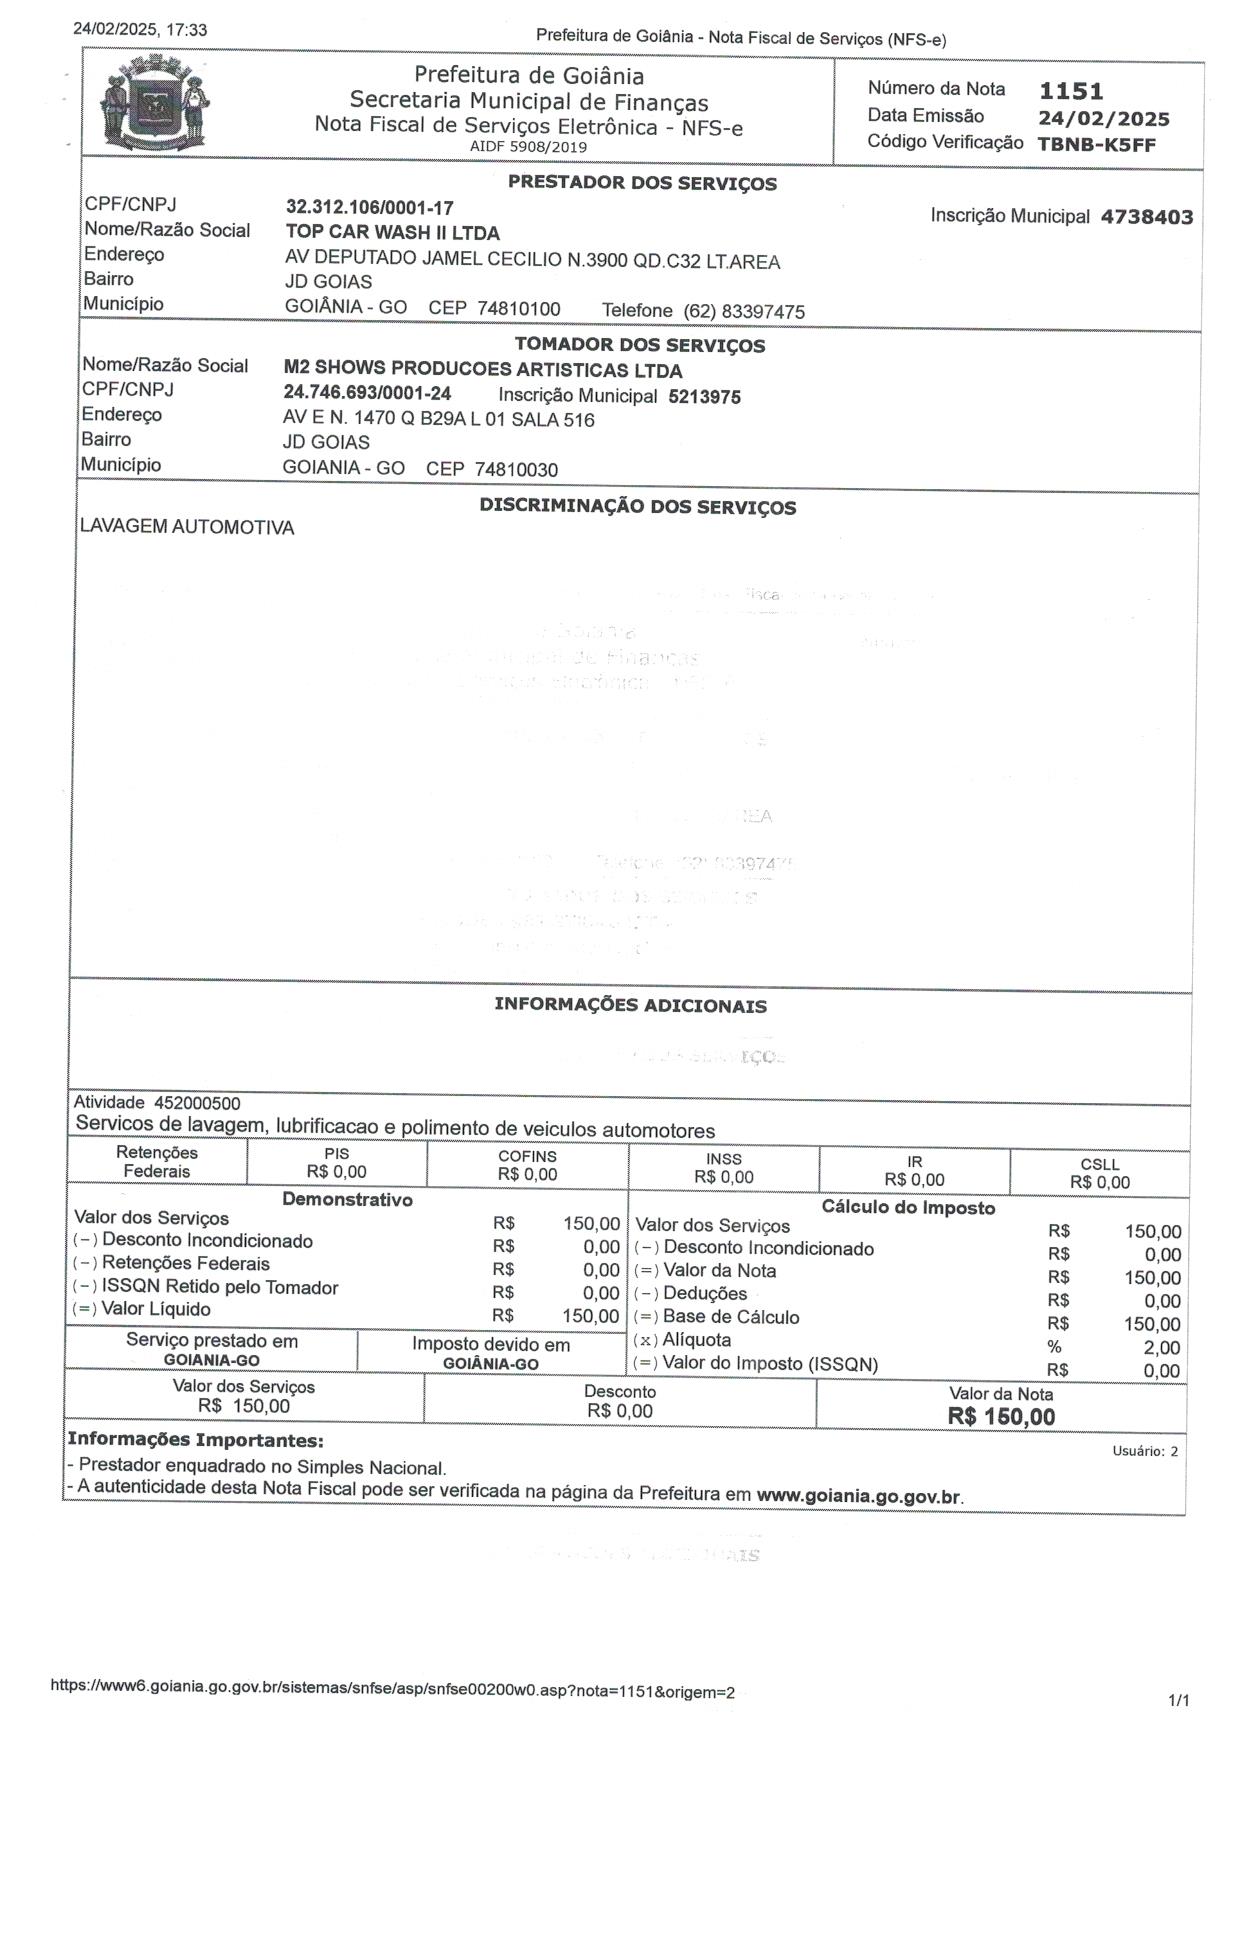 24/02/2025, 17:33
Prefeitura de Goiânia - Nota Fiscal de Serviços (NFS-e)
Prefeitura de Goiânia
Secretaria Municipal de Finanças
Nota Fiscal de Serviços Eletrônica - NFS-e
AIDF 5908/2019
Número da Nota 1151
Data Emissão 24/02/2025
Código Verificação TBNB-K5FF
PRESTADOR DOS SERVIÇOS
CPF/CNPJ 32.312.106/0001-17 Inscrição Municipal 4738403
Nome/Razão Social TOP CAR WASH II LTDA
Endereço AV DEPUTADO JAMEL CECILIO N.3900 QD.C32 LT.AREA
Bairro JD GOIAS
Município GOIÂNIA - GO CEP 74810100 Telefone (62) 83397475
TOMADOR DOS SERVIÇOS
Nome/Razão Social M2 SHOWS PRODUCOES ARTISTICAS LTDA
CPF/CNPJ 24.746.693/0001-24 Inscrição Municipal 5213975
Endereço AV E N. 1470 Q B29A L 01 SALA 516
Bairro JD GOIAS
Município GOIANIA - GO CEP 74810030
DISCRIMINAÇÃO DOS SERVIÇOS
LAVAGEM AUTOMOTIVA
INFORMAÇÕES ADICIONAIS
Atividade 452000500
Servicos de lavagem, lubrificacao e polimento de veiculos automotores
Retenções Federais
PIS R$ 0,00
COFINS R$ 0,00
INSS R$ 0,00
IR R$ 0,00
CSLL R$ 0,00
Demonstrativo
Valor dos Serviços R$ 150,00
(-) Desconto Incondicionado R$ 0,00
(-) Retenções Federais R$ 0,00
(-) ISSQN Retido pelo Tomador R$ 0,00
(=) Valor Líquido R$ 150,00
Serviço prestado em
GOIANIA-GO
Imposto devido em
GOIÂNIA-GO
Cálculo do Imposto
Valor dos Serviços R$ 150,00
(-) Desconto Incondicionado R$ 0,00
(=) Valor da Nota R$ 150,00
(-) Deduções R$ 0,00
(=) Base de Cálculo R$ 150,00
(x) Alíquota % 2,00
(=) Valor do Imposto (ISSQN) R$ 0,00
Valor dos Serviços
R$ 150,00
Desconto
R$ 0,00
Valor da Nota
R$ 150,00
Informações Importantes:
Usuário: 2
- Prestador enquadrado no Simples Nacional.
- A autenticidade desta Nota Fiscal pode ser verificada na página da Prefeitura em www.goiania.go.gov.br.
https://www6.goiania.go.gov.br/sistemas/snfse/asp/snfse00200w0.asp?nota=1151&origem=2
1/1